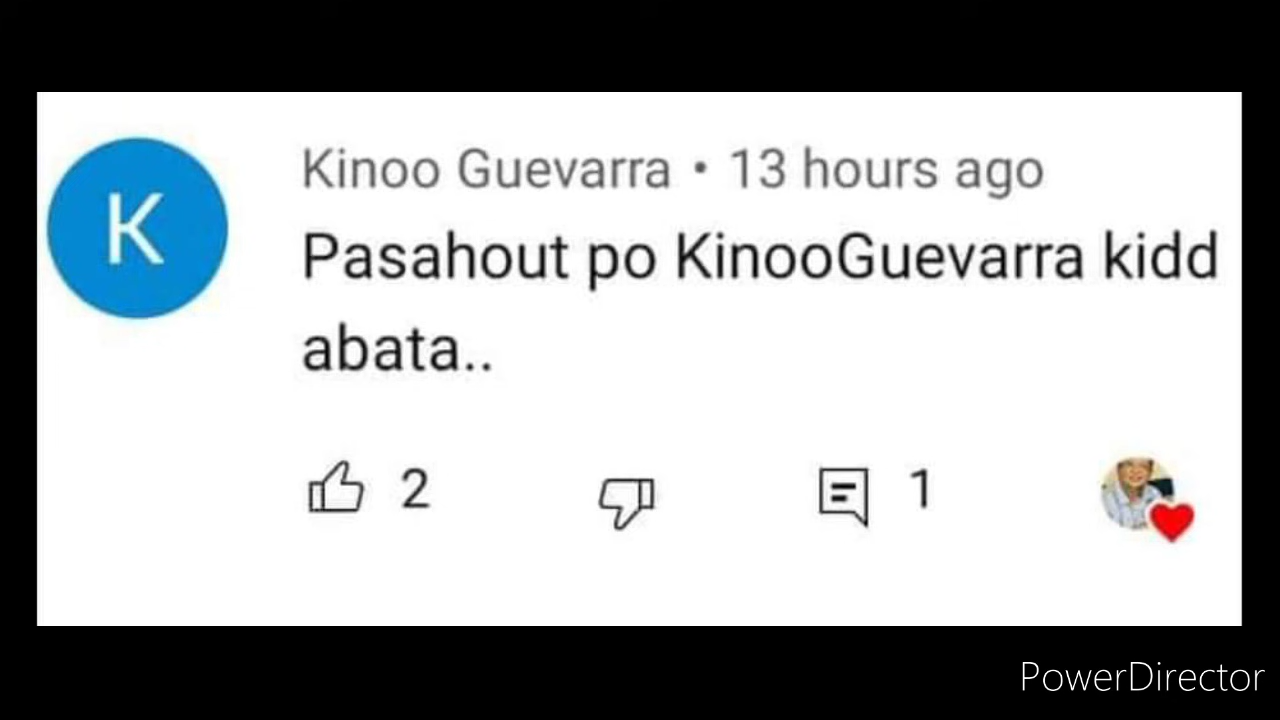 K
Kinoo Guevarra • 13 hours ago
Pasahout po KinooGuevarra kidd
abata..
2 1
PowerDirector